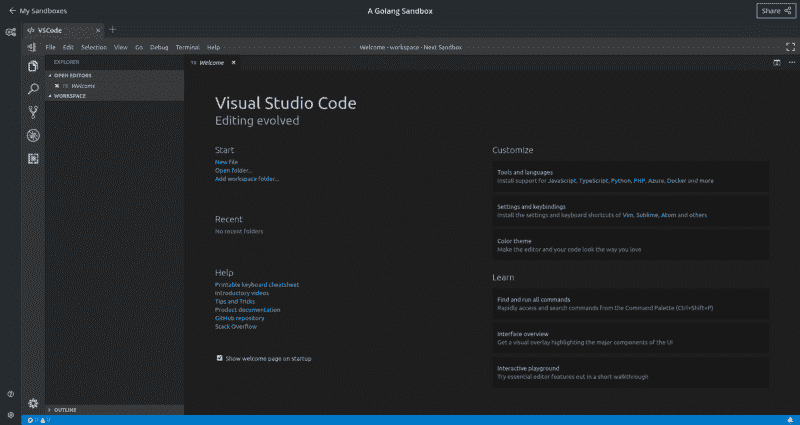 My Sandboxes
A Golang Sandbox
Share
VSCode
File Edit Selection View Go Debug Terminal Help
Welcome - workspace - Next Sandbox
EXPLORER
OPEN EDITORS
Welcome
WORKSPACE
OUTLINE
Welcome
Visual Studio Code
Editing evolved
Start
New file
Open folder...
Add workspace folder...
Recent
No recent folders
Help
Printable keyboard cheatsheet
Introductory videos
Tips and Tricks
Product documentation
GitHub repository
Stack Overflow
Show welcome page on startup
Customize
Tools and languages
Install support for JavaScript, TypeScript, Python, PHP, Azure, Docker and more
Settings and keybindings
Install the settings and keyboard shortcuts of Vim, Sublime, Atom and others
Color theme
Make the editor and your code look the way you love
Learn
Find and run all commands
Rapidly access and search commands from the Command Palette (Ctrl+Shift+P)
Interface overview
Get a visual overlay highlighting the major components of the UI
Interactive playground
Try essential editor features out in a short walkthrough